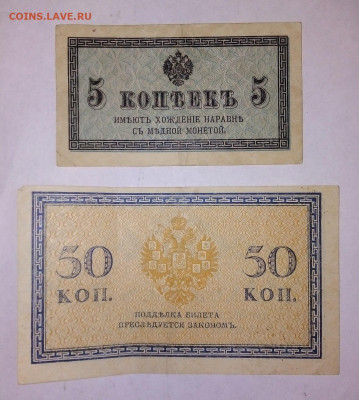 COINS.LAVE.RU
5 КОПѢЕКЪ 5
ИМѢЮТЪ ХОЖДЕНІЕ НАРАВНѢ
СЪ МѢДНОЙ МОНЕТОЙ.
50 50
КОП. КОП.
ПОДДѢЛКА БИЛЕТА
ПРЕСЛѢДУЕТСЯ ЗАКОНОМЪ.